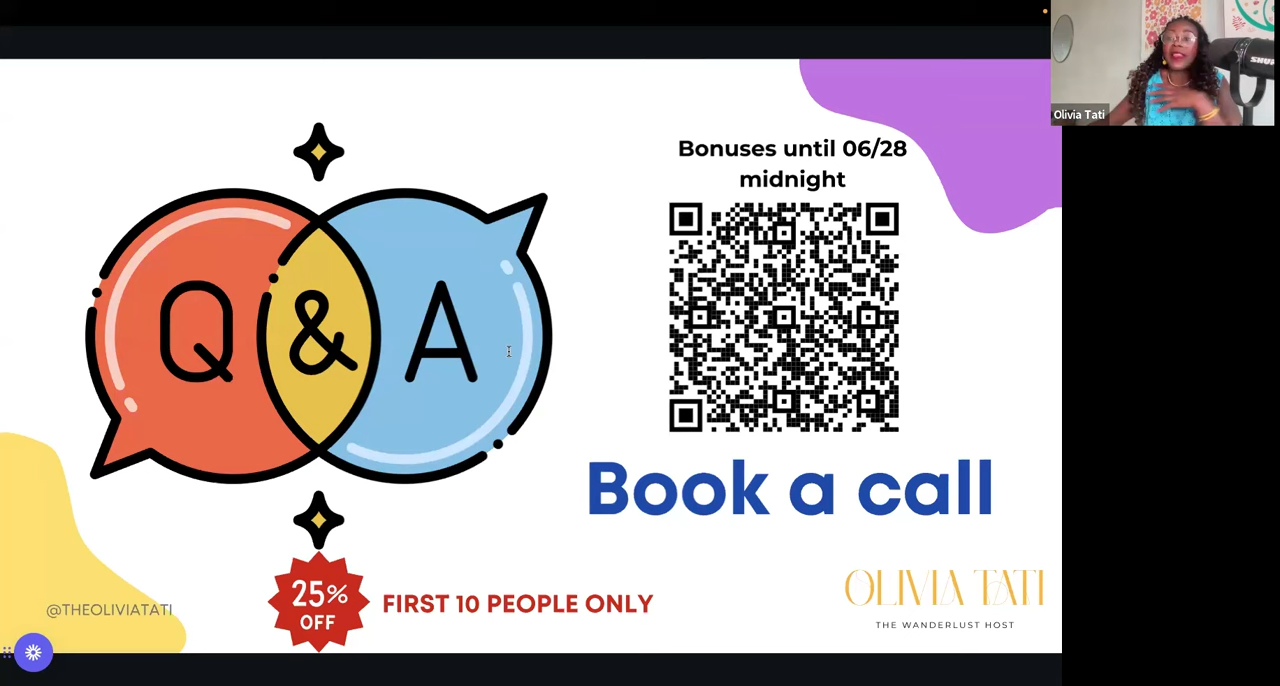 Olivia Tati
Bonuses until 06/28
midnight
Q & A
Book a call
25%
OFF
FIRST 10 PEOPLE ONLY
@THEOLIVIATATI
OLIVIA TATI
THE WANDERLUST HOST